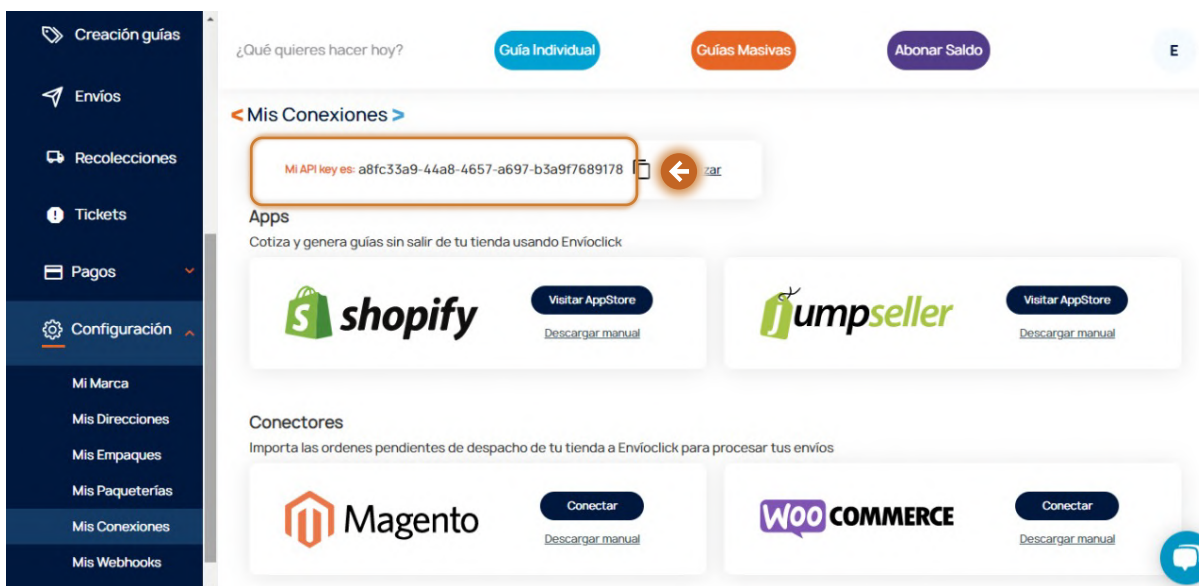 Creación guías
Envíos
Recolecciones
Tickets
Pagos
Configuración
Mi Marca
Mis Direcciones
Mis Empaques
Mis Paqueterías
Mis Conexiones
Mis Webhooks
¿Qué quieres hacer hoy?
Guía Individual
Guías Masivas
Abonar Saldo
E
< Mis Conexiones >
Mi API key es: a8fc33a9-44a8-4657-a697-b3a9f7689178
zar
Apps
Cotiza y genera guías sin salir de tu tienda usando Envíoclick
shopify
Visitar AppStore
Descargar manual
jumpseller
Visitar AppStore
Descargar manual
Conectores
Importa las ordenes pendientes de despacho de tu tienda a Envíoclick para procesar tus envíos
Magento
Conectar
Descargar manual
WOO COMMERCE
Conectar
Descargar manual